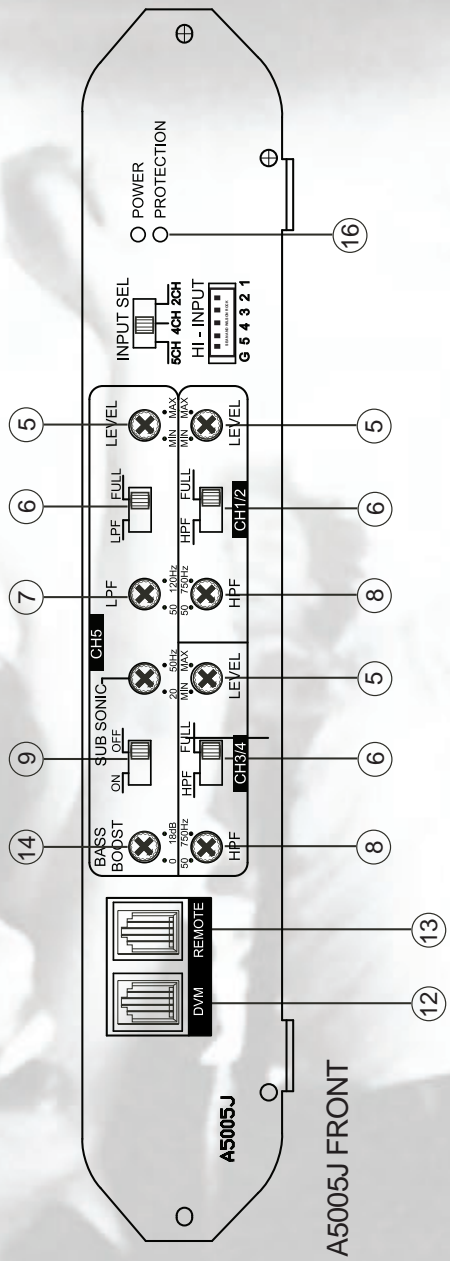 14
9
7
6
5
BASS BOOST
SUB SONIC
CH5
LPF
LEVEL
ON OFF
LPF FULL
0 18dB
20 50Hz
50 120Hz
MIN MAX
50 750Hz
MIN MAX
50 750Hz
MIN MAX
HPF FULL
HPF FULL
HPF
CH3/4
LEVEL
HPF
CH1/2
LEVEL
INPUT SEL
5CH 4CH 2CH
HI - INPUT
G 5 4 3 2 1
POWER
PROTECTION
DVM
REMOTE
A5005J
12
13
8
6
5
8
6
5
16
A5005J FRONT